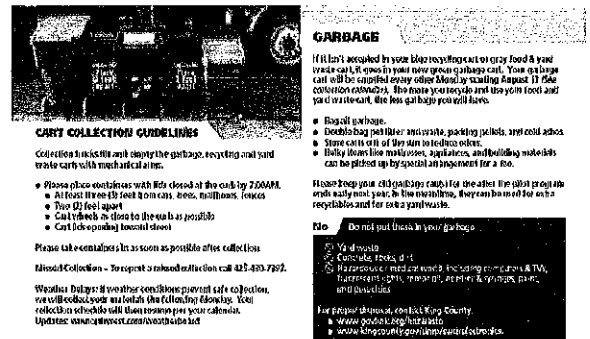 CART COLLECTION GUIDELINES
Collection trucks fill and empty the garbage, recycling and yard
waste carts with mechanical arms.
Please place containers with lids closed at the curb by 7:00AM.
At least three (3) feet from cars, trees, mailboxes, fences
Two (2) feet apart
Cart wheels as close to the curb as possible
Cart lids opening toward street
Please take containers in as soon as possible after collection.
Missed Collection – To report a missed collection call
Weather Delays: If weather conditions prevent safe collection,
we will collect your materials the following Monday. Your
collection schedule will then resume per your calendar.
Updates:
GARBAGE
If it isn't accepted in your blue recycling cart or gray food & yard
waste cart, it goes in your new green garbage cart. Your garbage
cart will be emptied every other Monday starting August (See
collection calendar). The more you recycle and use your food and
yard waste cart, the less garbage you will have.
Bag all garbage.
Double bag pet litter and waste, packing pellets, and cold ashes.
Store carts out of the sun to reduce odors.
Bulky items like mattresses, appliances, and building materials
can be picked up by special arrangement for a fee.
Please keep your old garbage cart(s) for use after the pilot program
ends early next year. In the meantime, they can be used for extra
recyclables and for extra yard waste.
No Do not put these in your garbage
Yard waste
Concrete, rocks, dirt
Hazardous or medical waste, including computers & TVs,
fluorescent lights, needles & syringes, paint,
and pesticides
For proper disposal, contact King County.